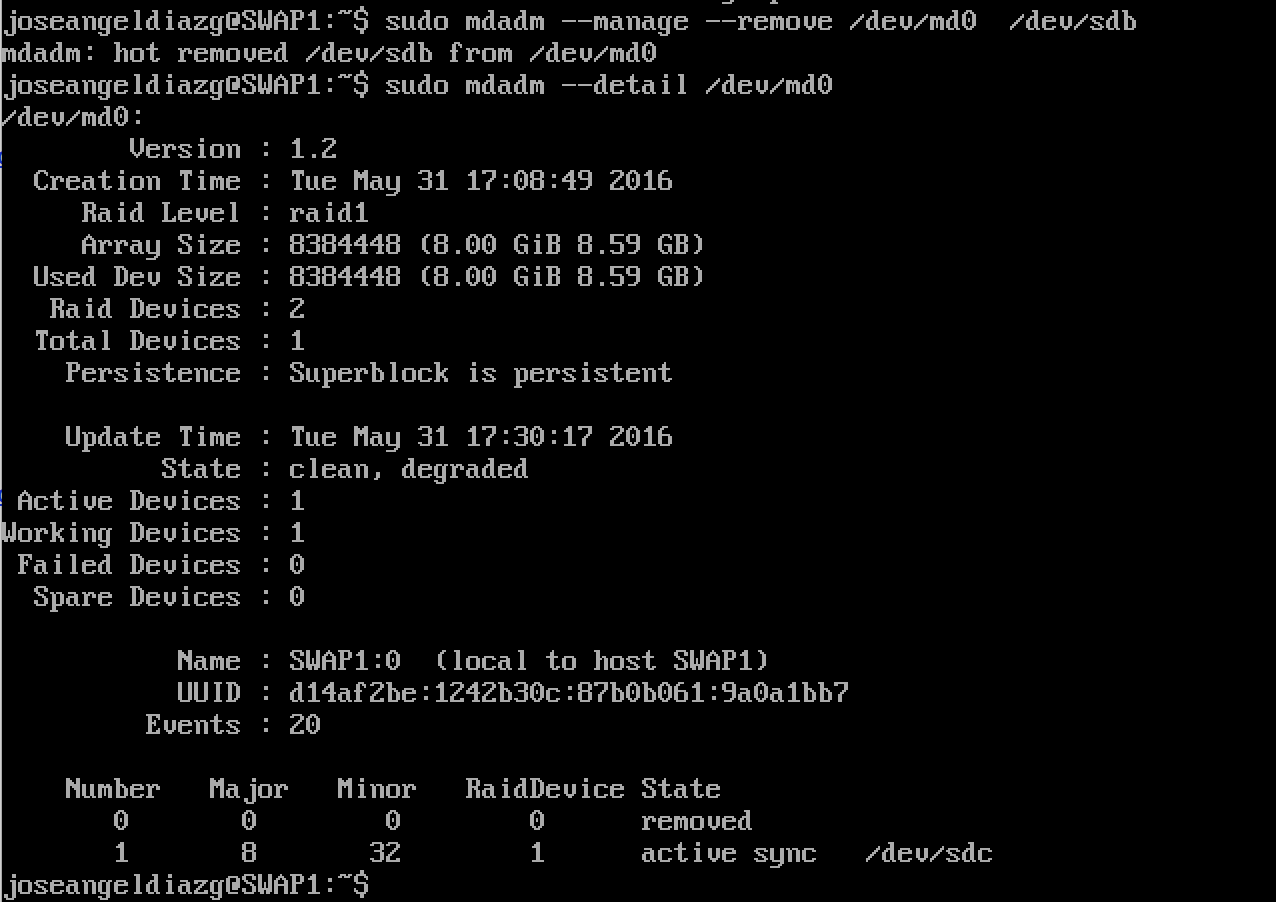 joseangeldiazg@SWAP1:~$ sudo mdadm --manage --remove /dev/md0  /dev/sdb
mdadm: hot removed /dev/sdb from /dev/md0
joseangeldiazg@SWAP1:~$ sudo mdadm --detail /dev/md0
/dev/md0:
Version : 1.2
Creation Time : Tue May 31 17:08:49 2016
Raid Level : raid1
Array Size : 8384448 (8.00 GiB 8.59 GB)
Used Dev Size : 8384448 (8.00 GiB 8.59 GB)
Raid Devices : 2
Total Devices : 1
Persistence : Superblock is persistent
Update Time : Tue May 31 17:30:17 2016
State : clean, degraded
Active Devices : 1
Working Devices : 1
Failed Devices : 0
Spare Devices : 0
Name : SWAP1:0  (local to host SWAP1)
UUID : d14af2be:1242b30c:87b0b061:9a0a1bb7
Events : 20
Number   Major   Minor   RaidDevice State
0        0        0        0      removed
1        8       32        1      active sync   /dev/sdc
joseangeldiazg@SWAP1:~$